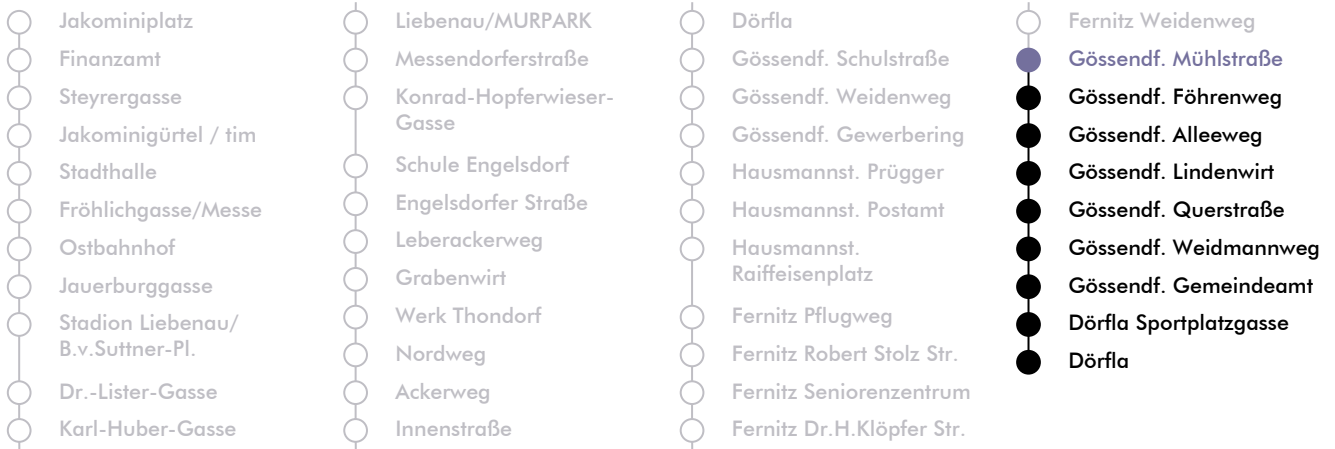 Jakominiplatz
Finanzamt
Steyrergasse
Jakominigürtel / tim
Stadthalle
Fröhlichgasse/Messe
Ostbahnhof
Jauerburggasse
Stadion Liebenau/
B.v.Suttner-Pl.
Dr.-Lister-Gasse
Karl-Huber-Gasse
Liebenau/MURPARK
Messendorferstraße
Konrad-Hopferwieser-
Gasse
Schule Engelsdorf
Engelsdorfer Straße
Leberackerweg
Grabenwirt
Werk Thondorf
Nordweg
Ackerweg
Innenstraße
Dörfla
Gössendf. Schulstraße
Gössendf. Weidenweg
Gössendf. Gewerbering
Hausmannst. Prügger
Hausmannst. Postamt
Hausmannst.
Raiffeisenplatz
Fernitz Pflugweg
Fernitz Robert Stolz Str.
Fernitz Seniorenzentrum
Fernitz Dr.H.Klöpfer Str.
Fernitz Weidenweg
Gössendf. Mühlstraße
Gössendf. Föhrenweg
Gössendf. Alleeweg
Gössendf. Lindenwirt
Gössendf. Querstraße
Gössendf. Weidmannweg
Gössendf. Gemeindeamt
Dörfla Sportplatzgasse
Dörfla